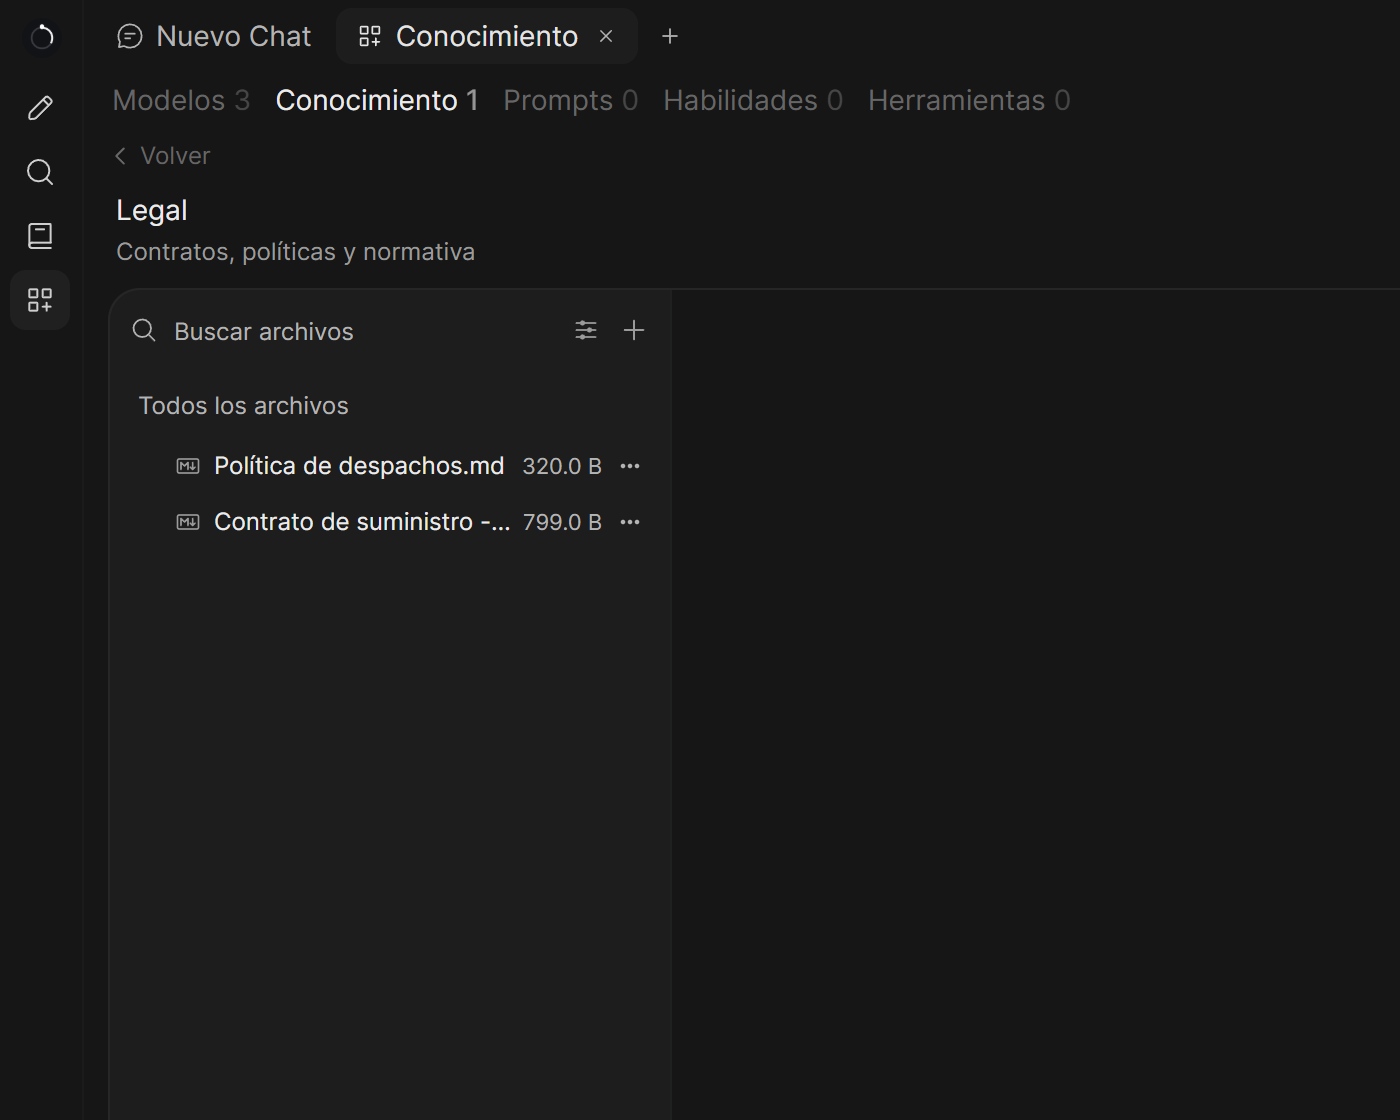 Nuevo Chat
Conocimiento
Modelos 3 Conocimiento 1 Prompts 0 Habilidades 0 Herramientas 0
Volver
Legal
Contratos, políticas y normativa
Buscar archivos
Todos los archivos
Política de despachos.md 320.0 B
Contrato de suministro -... 799.0 B